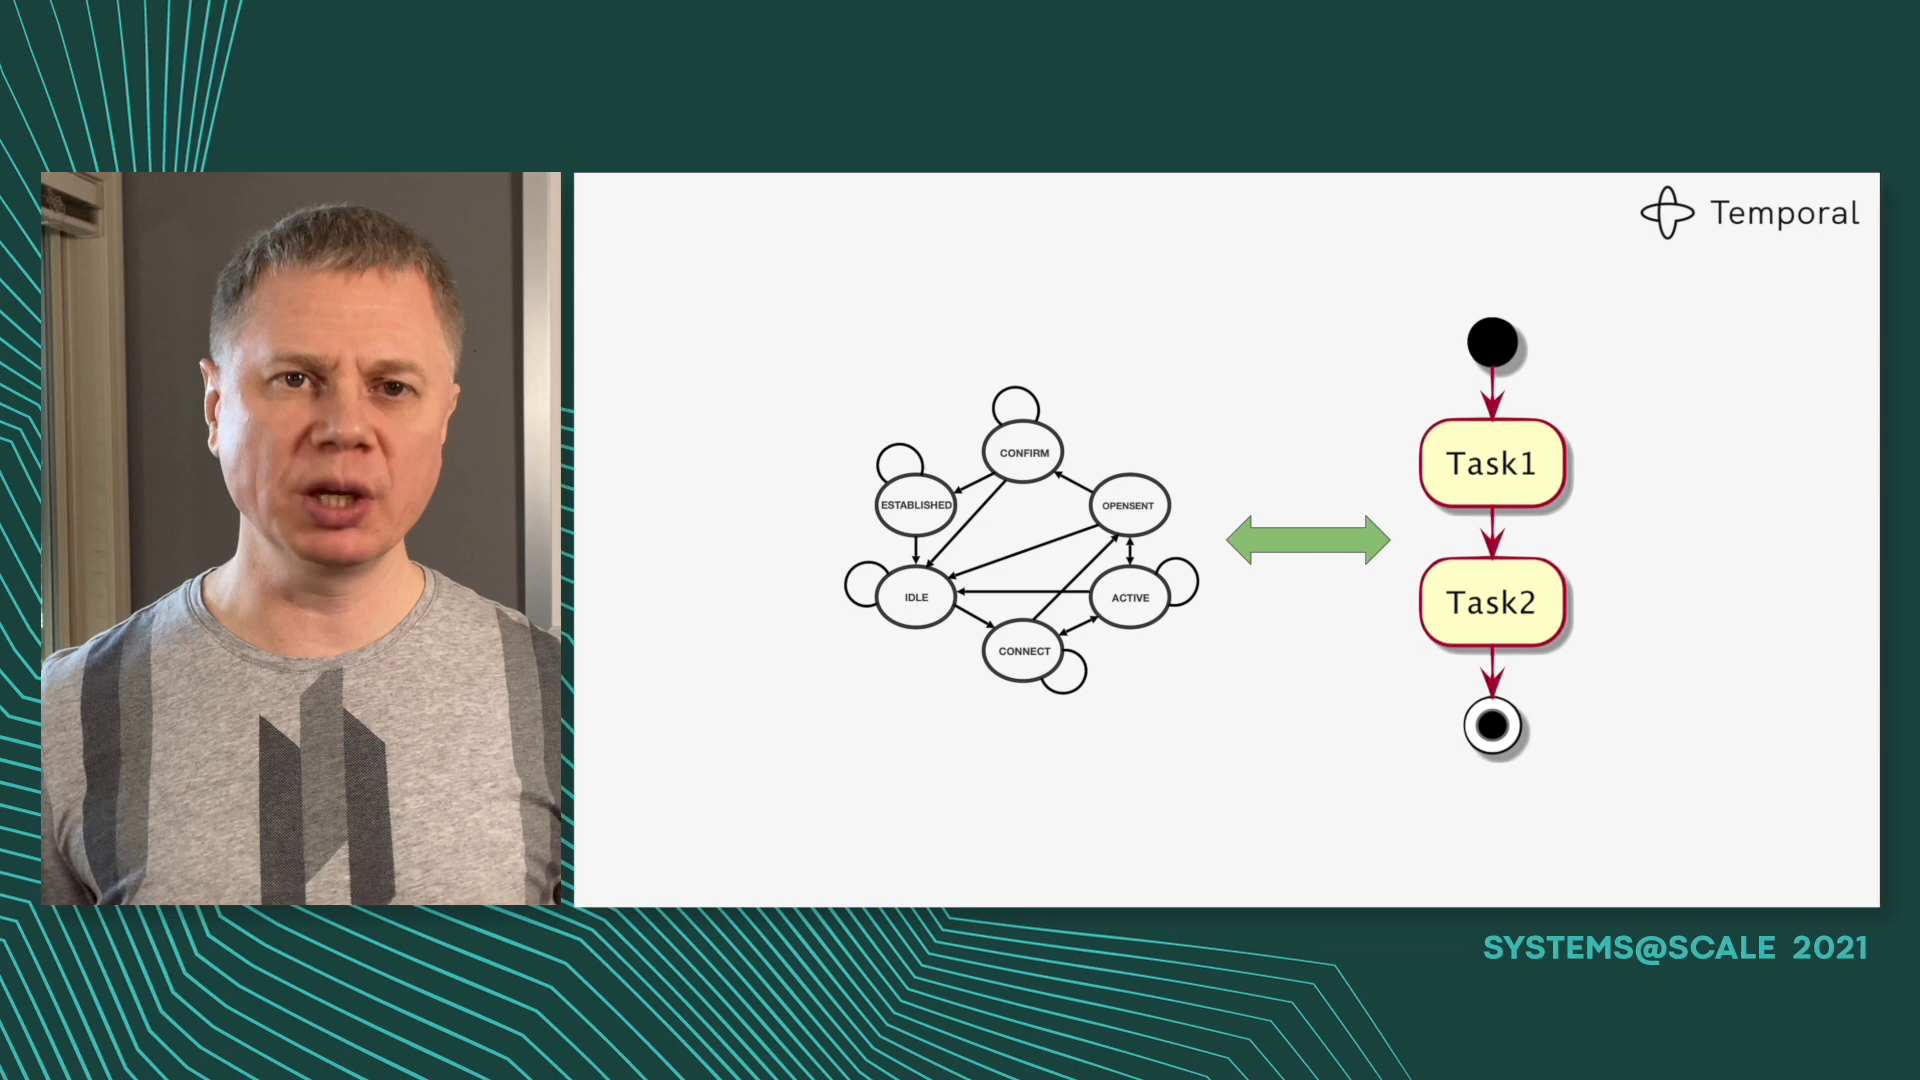 Temporal
CONFIRM
ESTABLISHED
OPENSENT
IDLE
ACTIVE
CONNECT
Task1
Task2
SYSTEMS@SCALE 2021